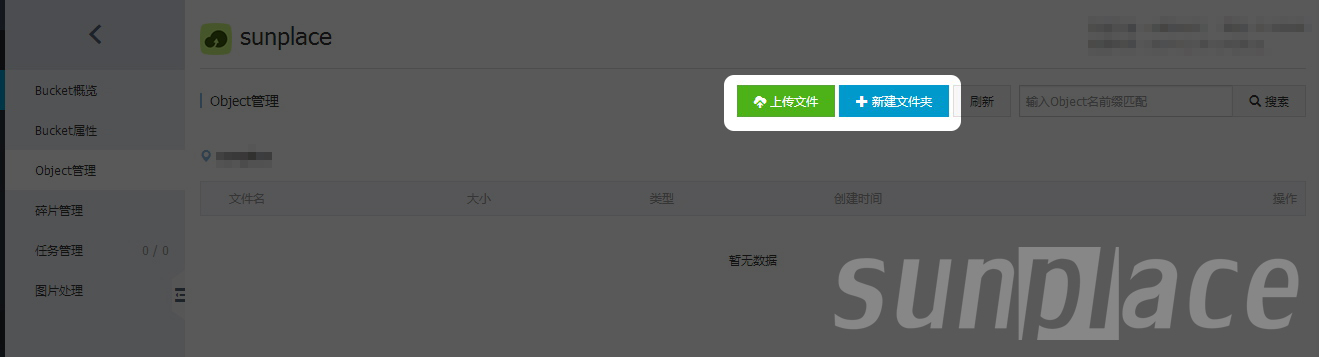 sunplace
Bucket概览
Bucket属性
Object管理
碎片管理
任务管理 0 / 0
图片处理
Object管理 上传文件 新建文件夹 刷新 输入Object名前缀匹配 搜索
文件名 大小 类型 创建时间 操作
暂无数据
sunplace